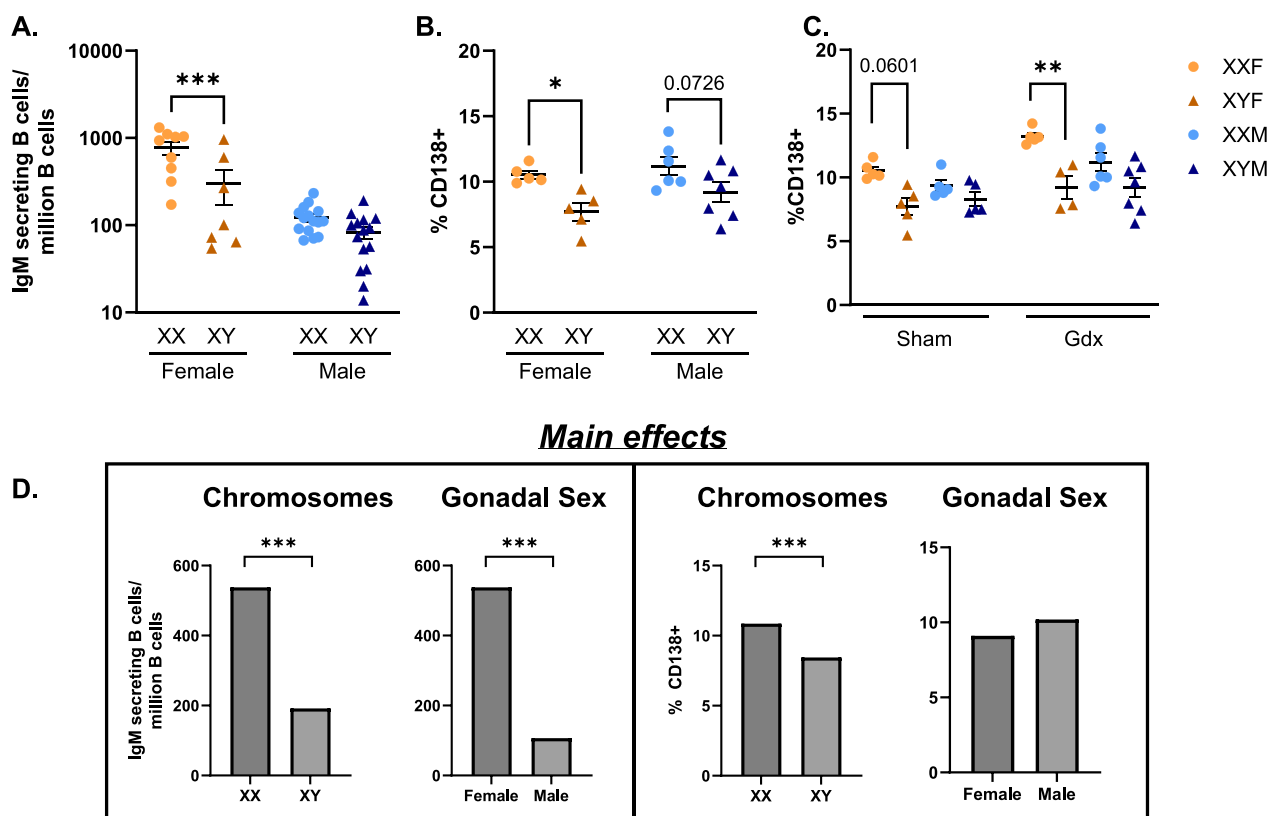 A.
IgM secreting B cells/
million B cells
10000
1000
100
10
***
XX XY XX XY
Female Male
B.
% CD138+
20
15
10
5
0
*
0.0726
XX XY XX XY
Female Male
C.
%CD138+
20
15
10
5
0
0.0601
**
Sham Gdx
XXF
XYF
XXM
XYM
Main effects
D.
Chromosomes
IgM secreting B cells/
million B cells
600
400
200
0
***
XX XY
Gonadal Sex
600
400
200
0
***
Female Male
Chromosomes
% CD138+
15
10
5
0
***
XX XY
Gonadal Sex
15
10
5
0
Female Male